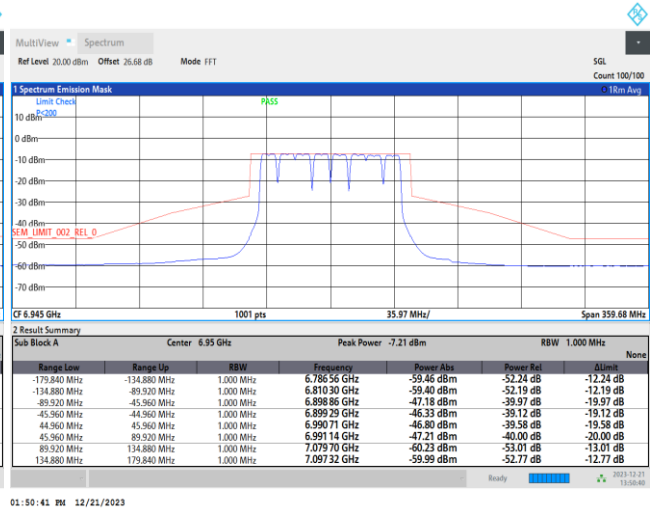 MultiView Spectrum
Ref Level 20.00 dBm Offset 26.68 dB Mode FFT SGL
Count 100/100
1 Spectrum Emission Mask 1Rm Avg
Limit Check PASS
P<200
10 dBm
0 dBm
-10 dBm
-20 dBm
-30 dBm
-40 dBm
SEM_LIMIT_002_REL_0
-50 dBm
-60 dBm
-70 dBm
CF 6.945 GHz 1001 pts 35.97 MHz/ Span 359.68 MHz
2 Result Summary
Sub Block A Center 6.95 GHz Peak Power -7.21 dBm RBW 1.000 MHz
None
Range Low Range Up RBW Frequency Power Abs Power Rel ΔLimit
-179.840 MHz -134.880 MHz 1.000 MHz 6.786 56 GHz -59.46 dBm -52.24 dB -12.24 dB
-134.880 MHz -89.920 MHz 1.000 MHz 6.810 30 GHz -59.40 dBm -52.19 dB -12.19 dB
-89.920 MHz -45.960 MHz 1.000 MHz 6.898 86 GHz -47.18 dBm -39.97 dB -19.97 dB
-45.960 MHz -44.960 MHz 1.000 MHz 6.899 29 GHz -46.33 dBm -39.12 dB -19.12 dB
44.960 MHz 45.960 MHz 1.000 MHz 6.990 71 GHz -46.80 dBm -39.58 dB -19.58 dB
45.960 MHz 89.920 MHz 1.000 MHz 6.991 14 GHz -47.21 dBm -40.00 dB -20.00 dB
89.920 MHz 134.880 MHz 1.000 MHz 7.079 70 GHz -60.23 dBm -53.01 dB -13.01 dB
134.880 MHz 179.840 MHz 1.000 MHz 7.097 32 GHz -59.99 dBm -52.77 dB -12.77 dB
Ready 2023-12-21
13:50:40
01:50:41 PM 12/21/2023